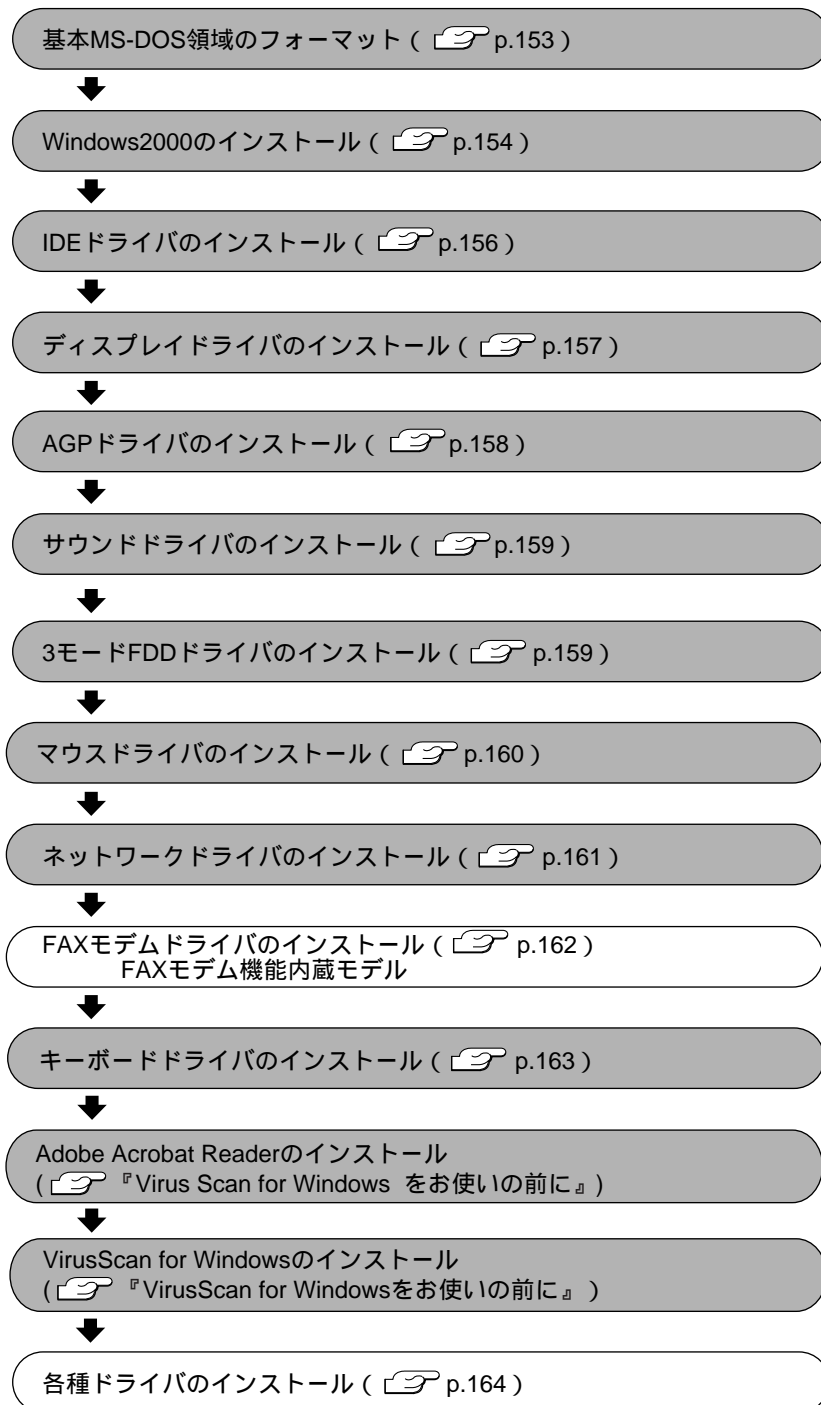 基本MS-DOS領域のフォーマット( p.153)
Windows2000のインストール( p.154)
IDEドライバのインストール( p.156)
ディスプレイドライバのインストール( p.157)
AGPドライバのインストール( p.158)
サウンドドライバのインストール( p.159)
3モードFDDドライバのインストール( p.159)
マウスドライバのインストール( p.160)
ネットワークドライバのインストール( p.161)
FAXモデムドライバのインストール( p.162)
FAXモデム機能内蔵モデル
キーボードドライバのインストール( p.163)
Adobe Acrobat Readerのインストール
( 『Virus Scan for Windows をお使いの前に』)
VirusScan for Windowsのインストール
( 『VirusScan for Windowsをお使いの前に』 )
各種ドライバのインストール( p.164)